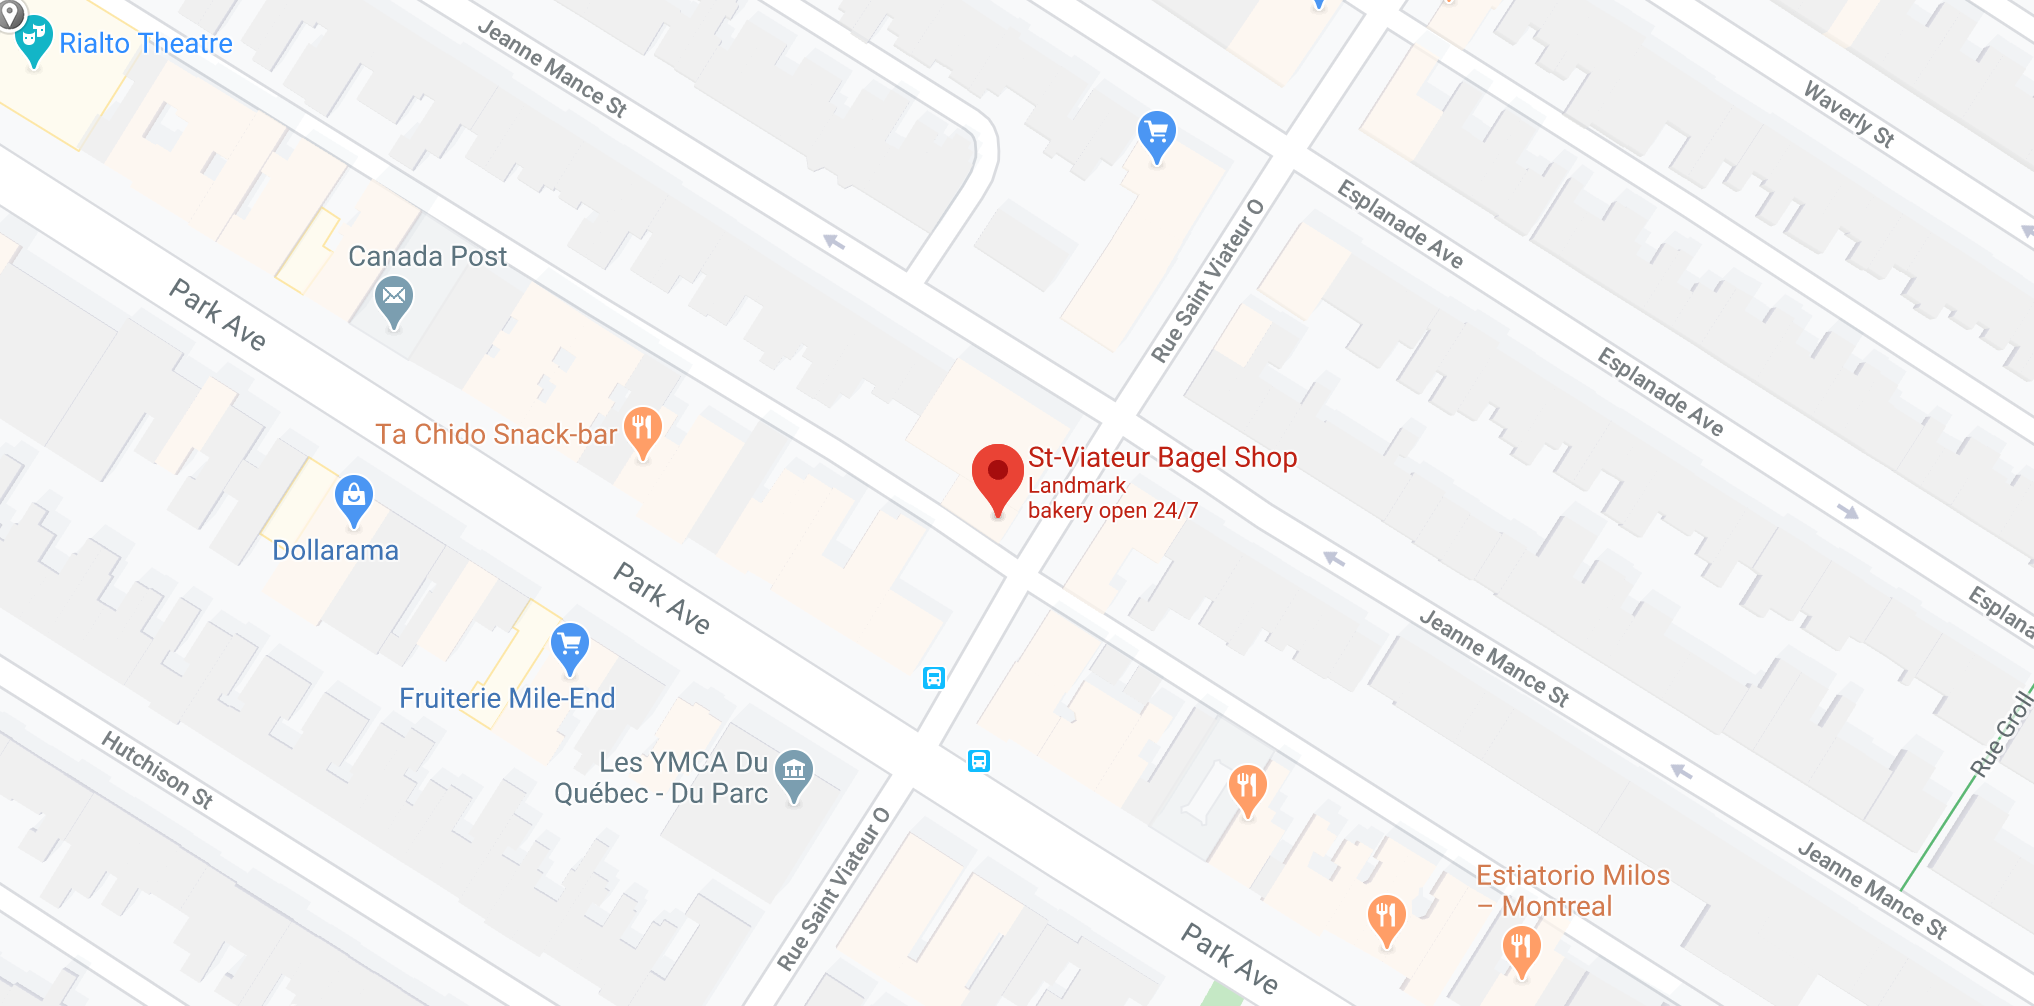 Rialto Theatre
Jeanne Mance St
Waverly St
Canada Post
Park Ave
Rue Saint Viateur O
Esplanade Ave
Esplanade Ave
Ta Chido Snack-bar
St-Viateur Bagel Shop
Landmark
bakery open 24/7
Dollarama
Park Ave
Fruiterie Mile-End
Jeanne Mance St
Esplana
Hutchison St
Les YMCA Du
Québec - Du Parc
Rue Groll
Rue Saint Viateur O
Estiatorio Milos
– Montreal
Jeanne Mance St
Park Ave